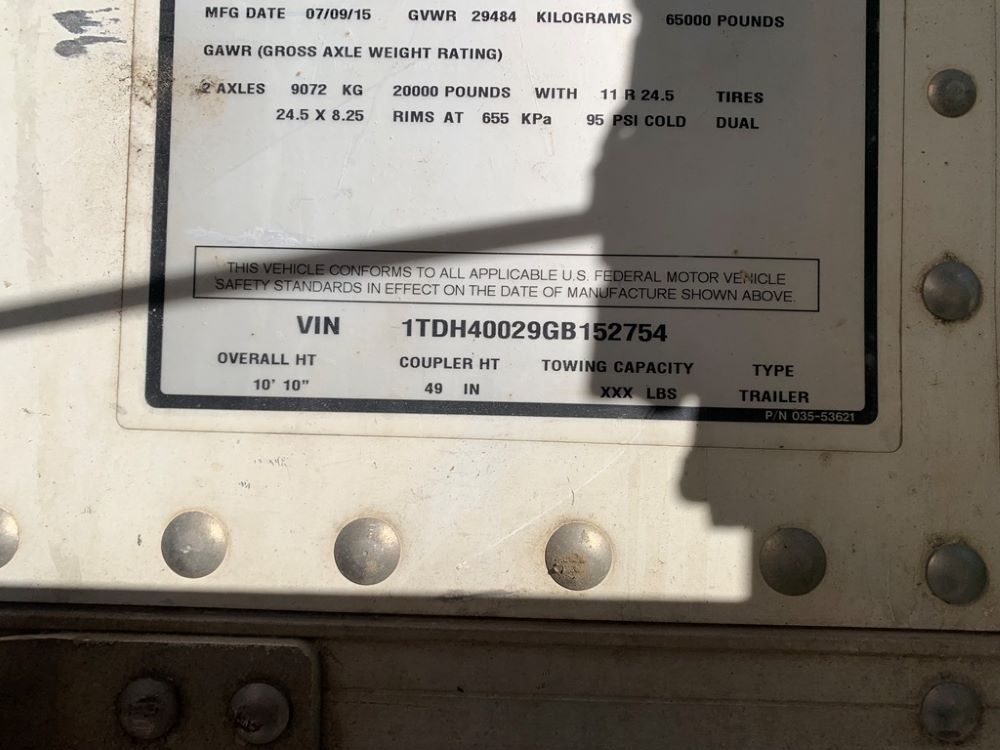 MFG DATE 07/09/15 GVWR 29484 KILOGRAMS 65000 POUNDS
GAWR (GROSS AXLE WEIGHT RATING)
2 AXLES 9072 KG 20000 POUNDS WITH 11 R 24.5 TIRES
24.5 X 8.25 RIMS AT 655 KPa 95 PSI COLD DUAL
THIS VEHICLE CONFORMS TO ALL APPLICABLE U.S. FEDERAL MOTOR VEHICLE
SAFETY STANDARDS IN EFFECT ON THE DATE OF MANUFACTURE SHOWN ABOVE.
VIN 1TDH40029GB152754
OVERALL HT COUPLER HT TOWING CAPACITY TYPE
10' 10" 49 IN XXX LBS TRAILER
P/N 035-53621